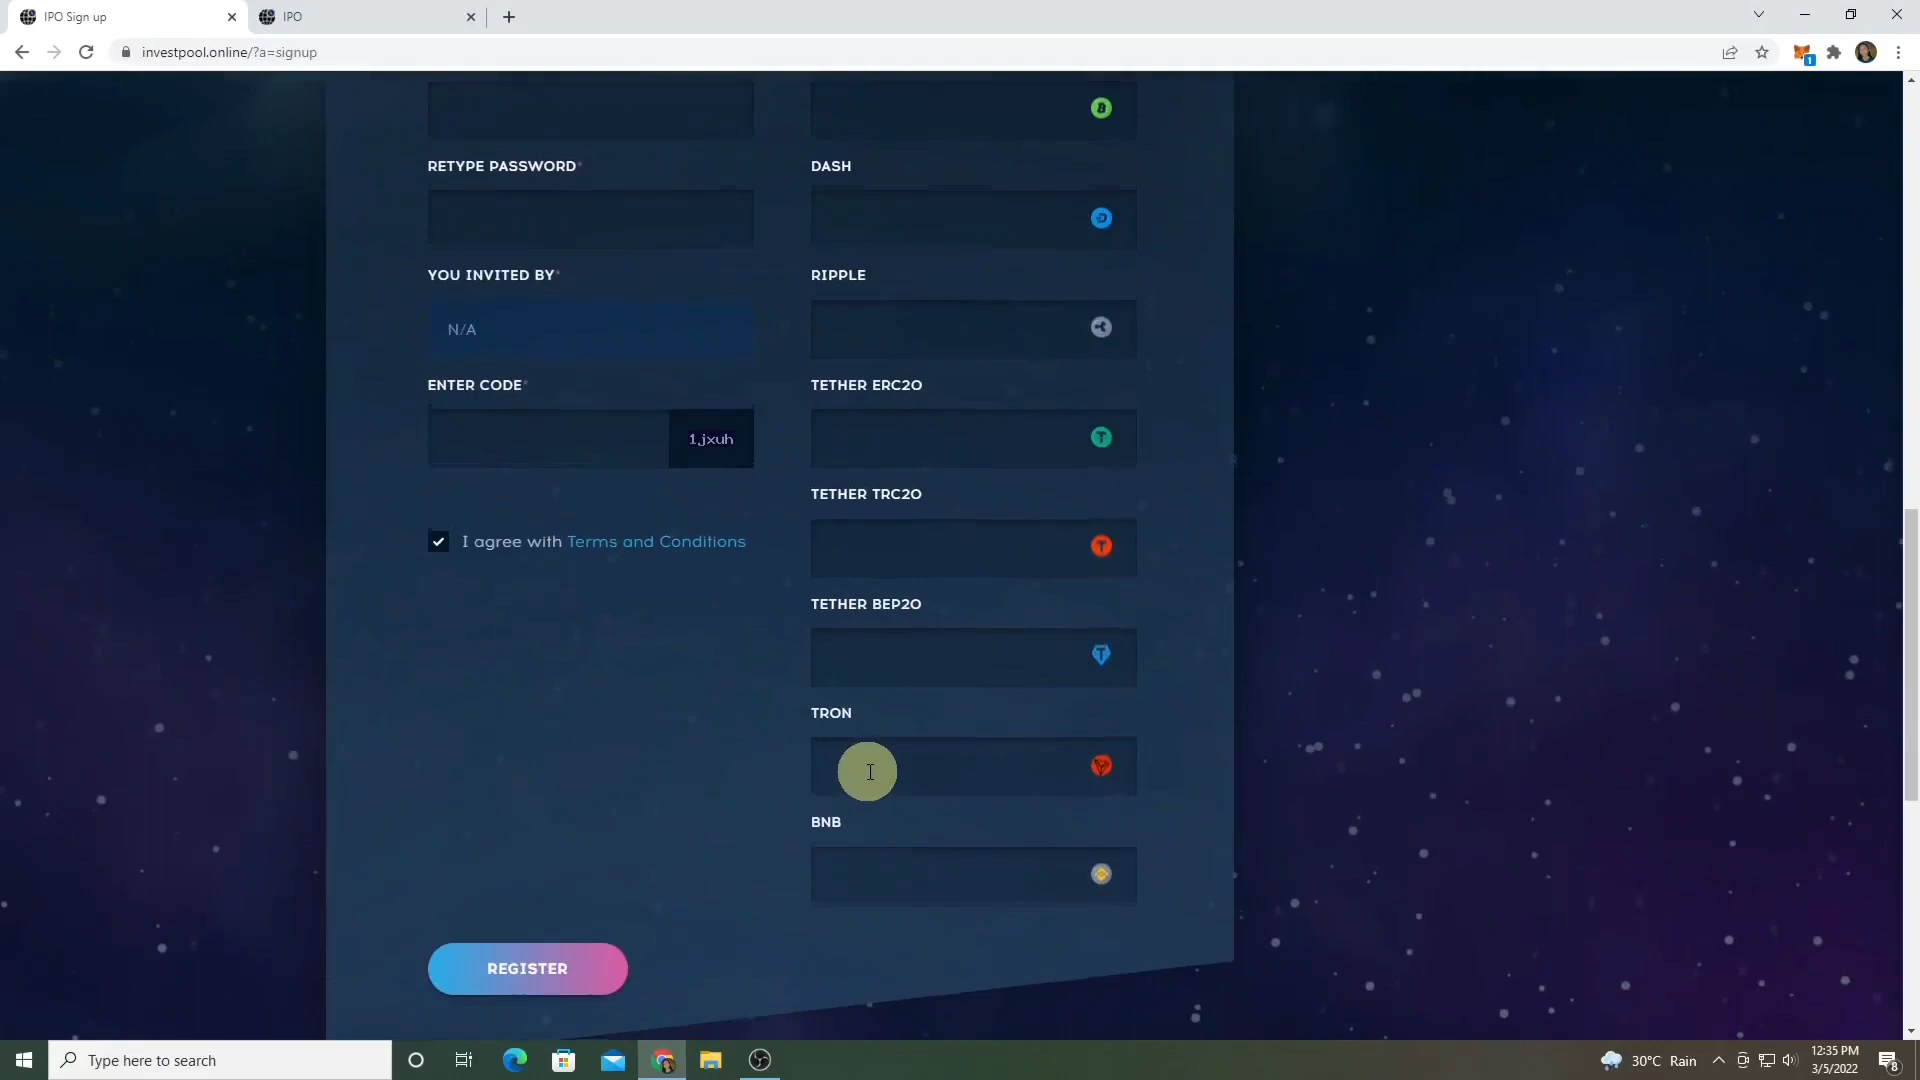 IPO Sign up
IPO
investpool.online/?a=signup
1
RETYPE PASSWORD*
DASH
YOU INVITED BY*
RIPPLE
N/A
ENTER CODE*
TETHER ERC20
1jxuh
TETHER TRC20
I agree with Terms and Conditions
TETHER BEP20
TRON
BNB
REGISTER
Type here to search
30°C Rain
12:35 PM
3/5/2022
8